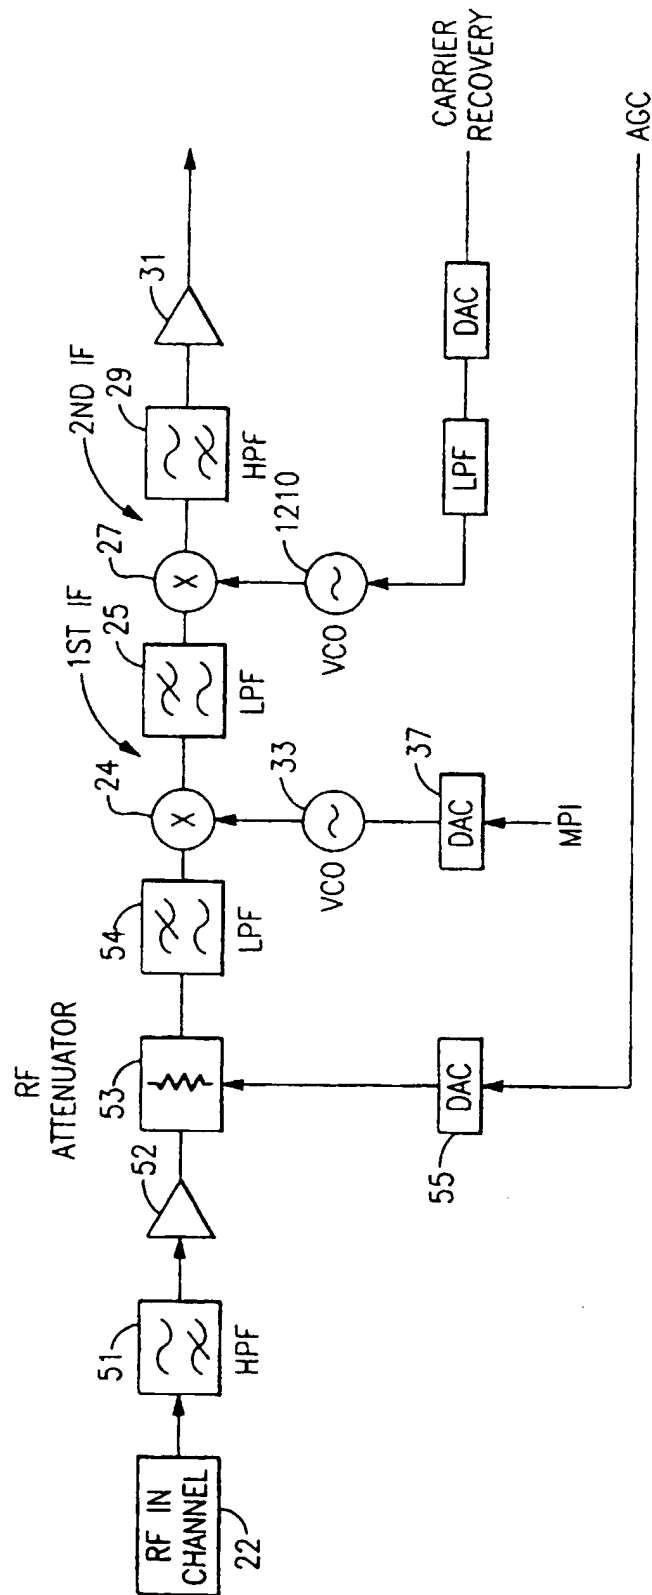 RF IN
CHANNEL
22
51
HPF
52
RF
ATTENUATOR
53
54
LPF
24
1ST IF
25
LPF
27
2ND IF
29
HPF
31
DAC
55
33
VCO
DAC
37
MPI
1210
VCO
LPF
DAC
CARRIER
RECOVERY
AGC
X
X